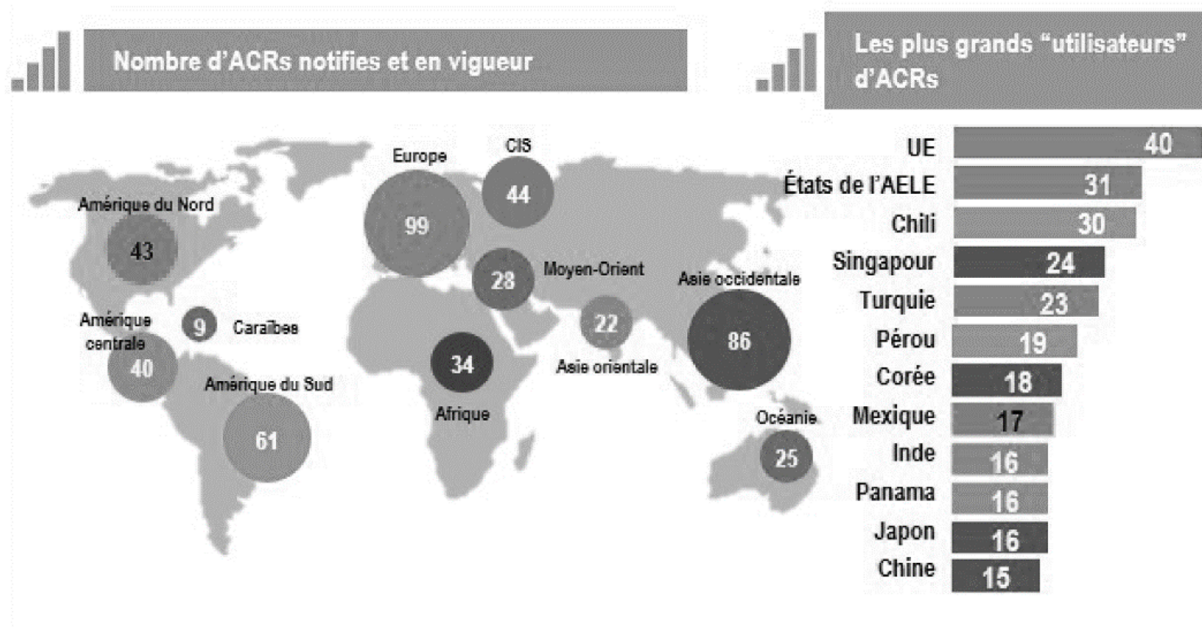 Nombre d'ACRs notifies et en vigueur
Les plus grands "utilisateurs"
d'ACRs
CIS
44
Europe
99
Amérique du Nord
43
Moyen-Orient
28
Asie occidentale
86
Amérique
centrale
40
9
Caraïbes
22
Asie orientale
34
Afrique
Amérique du Sud
61
Océanie
25
UE 40
États de l'AELE 31
Chili 30
Singapour 24
Turquie 23
Pérou 19
Corée 18
Mexique 17
Inde 16
Panama 16
Japon 16
Chine 15